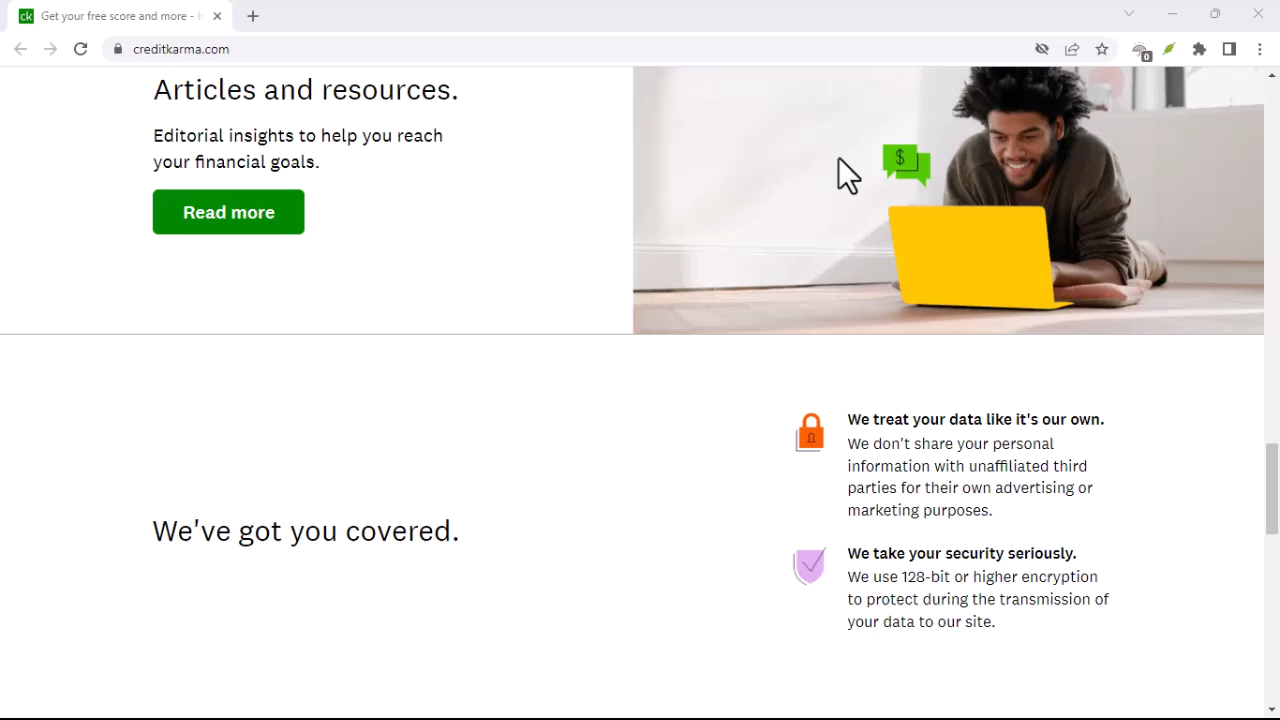 ck
Get your free score and more -
creditkarma.com
0
Articles and resources.
Editorial insights to help you reach
your financial goals.
Read more
$
We've got you covered.
We treat your data like it's our own.
We don't share your personal
information with unaffiliated third
parties for their own advertising or
marketing purposes.
We take your security seriously.
We use 128-bit or higher encryption
to protect during the transmission of
your data to our site.